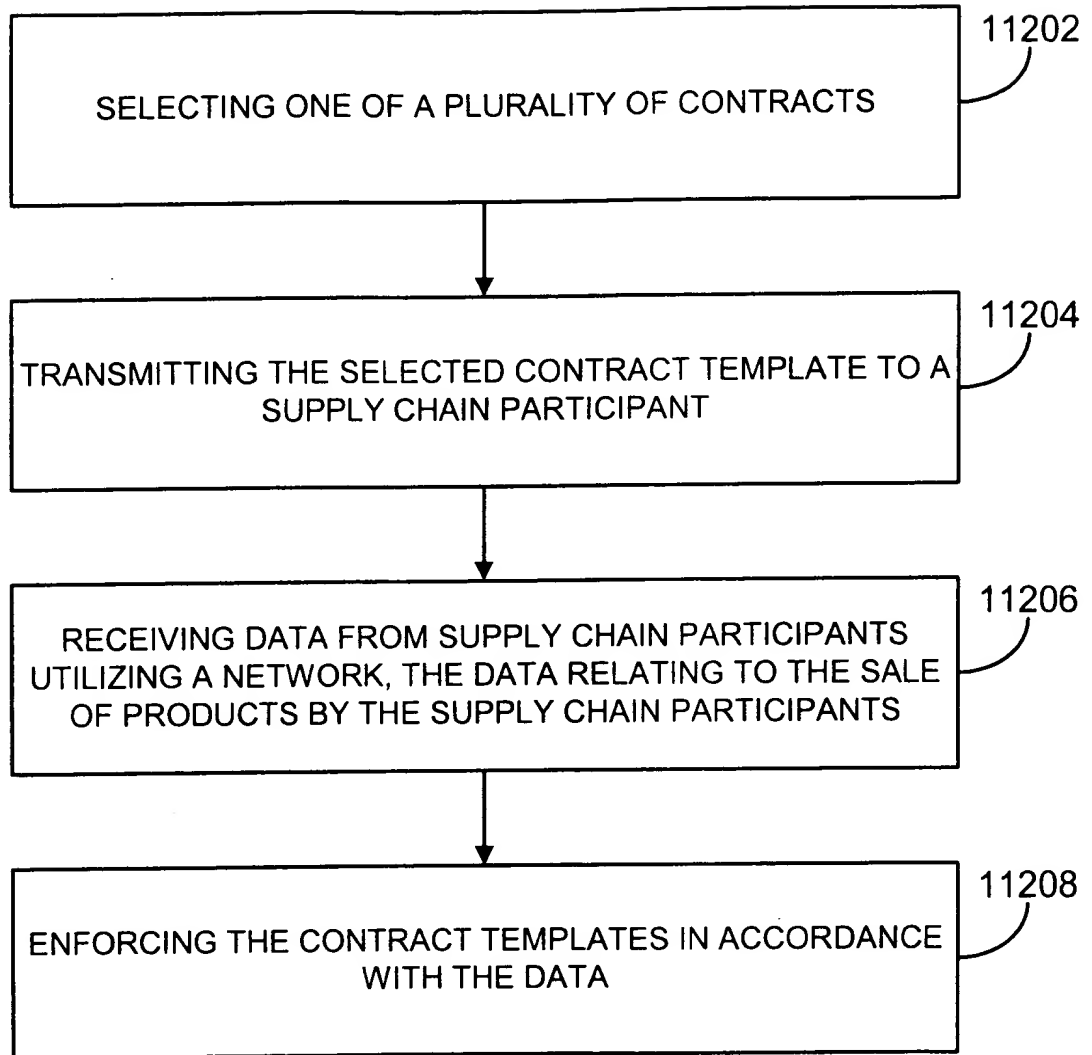 11202
SELECTING ONE OF A PLURALITY OF CONTRACTS
11204
TRANSMITTING THE SELECTED CONTRACT TEMPLATE TO A
SUPPLY CHAIN PARTICIPANT
11206
RECEIVING DATA FROM SUPPLY CHAIN PARTICIPANTS
UTILIZING A NETWORK, THE DATA RELATING TO THE SALE
OF PRODUCTS BY THE SUPPLY CHAIN PARTICIPANTS
11208
ENFORCING THE CONTRACT TEMPLATES IN ACCORDANCE
WITH THE DATA